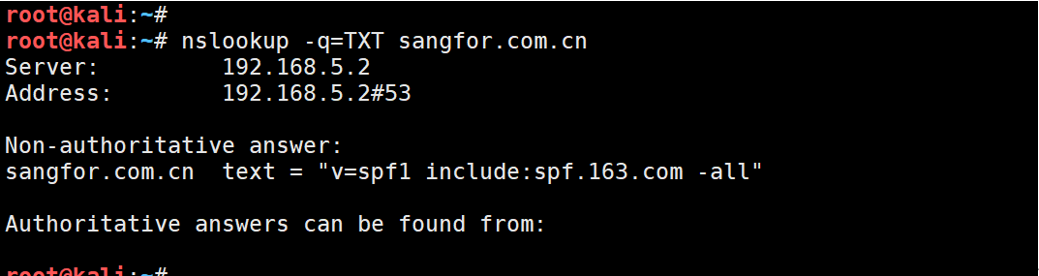 root@kali:~#
root@kali:~# nslookup -q=TXT sangfor.com.cn
Server:         192.168.5.2
Address:        192.168.5.2#53
Non-authoritative answer:
sangfor.com.cn  text = "v=spf1 include:spf.163.com -all"
Authoritative answers can be found from:
root@kali:~#